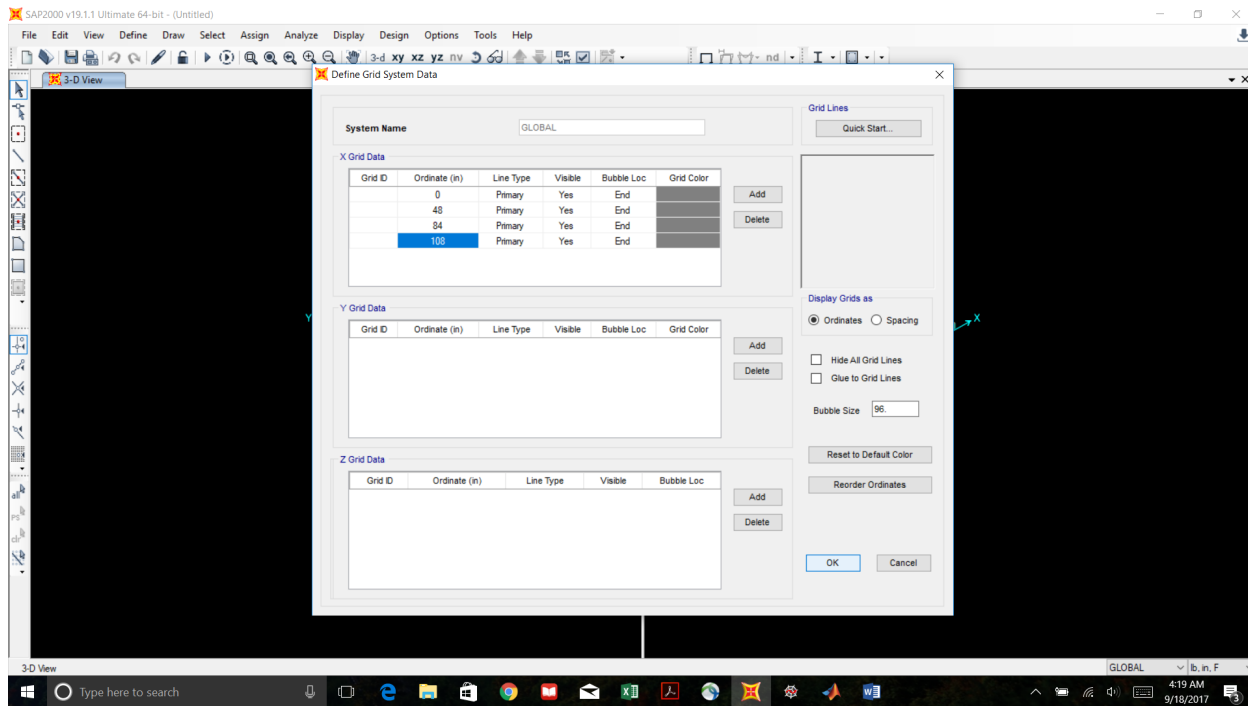 SAP2000 v19.1.1 Ultimate 64-bit - (Untitled)
File Edit View Define Draw Select Assign Analyze Display Design Options Tools Help
3-d xy xz yz nv nd
3-D View
Define Grid System Data
System Name GLOBAL
Grid Lines
Quick Start...
X Grid Data
Grid ID Ordinate (in) Line Type Visible Bubble Loc Grid Color
0 Primary Yes End
48 Primary Yes End
84 Primary Yes End
108 Primary Yes End
Add
Delete
Y Grid Data
Grid ID Ordinate (in) Line Type Visible Bubble Loc Grid Color
Add
Delete
Z Grid Data
Grid ID Ordinate (in) Line Type Visible Bubble Loc
Add
Delete
Display Grids as
Ordinates Spacing
Hide All Grid Lines
Glue to Grid Lines
Bubble Size 96.
Reset to Default Color
Reorder Ordinates
OK Cancel
Y
X
all
ps
clr
3-D View
GLOBAL lb, in, F
Type here to search
4:19 AM
9/18/2017
3